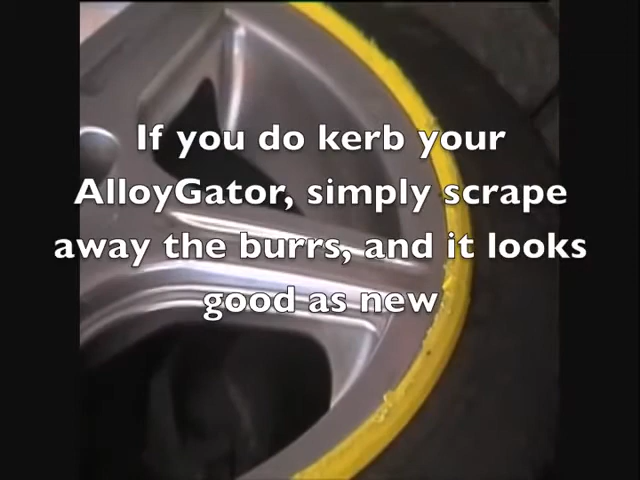 If you do kerb your
AlloyGator, simply scrape
away the burrs, and it looks
good as new